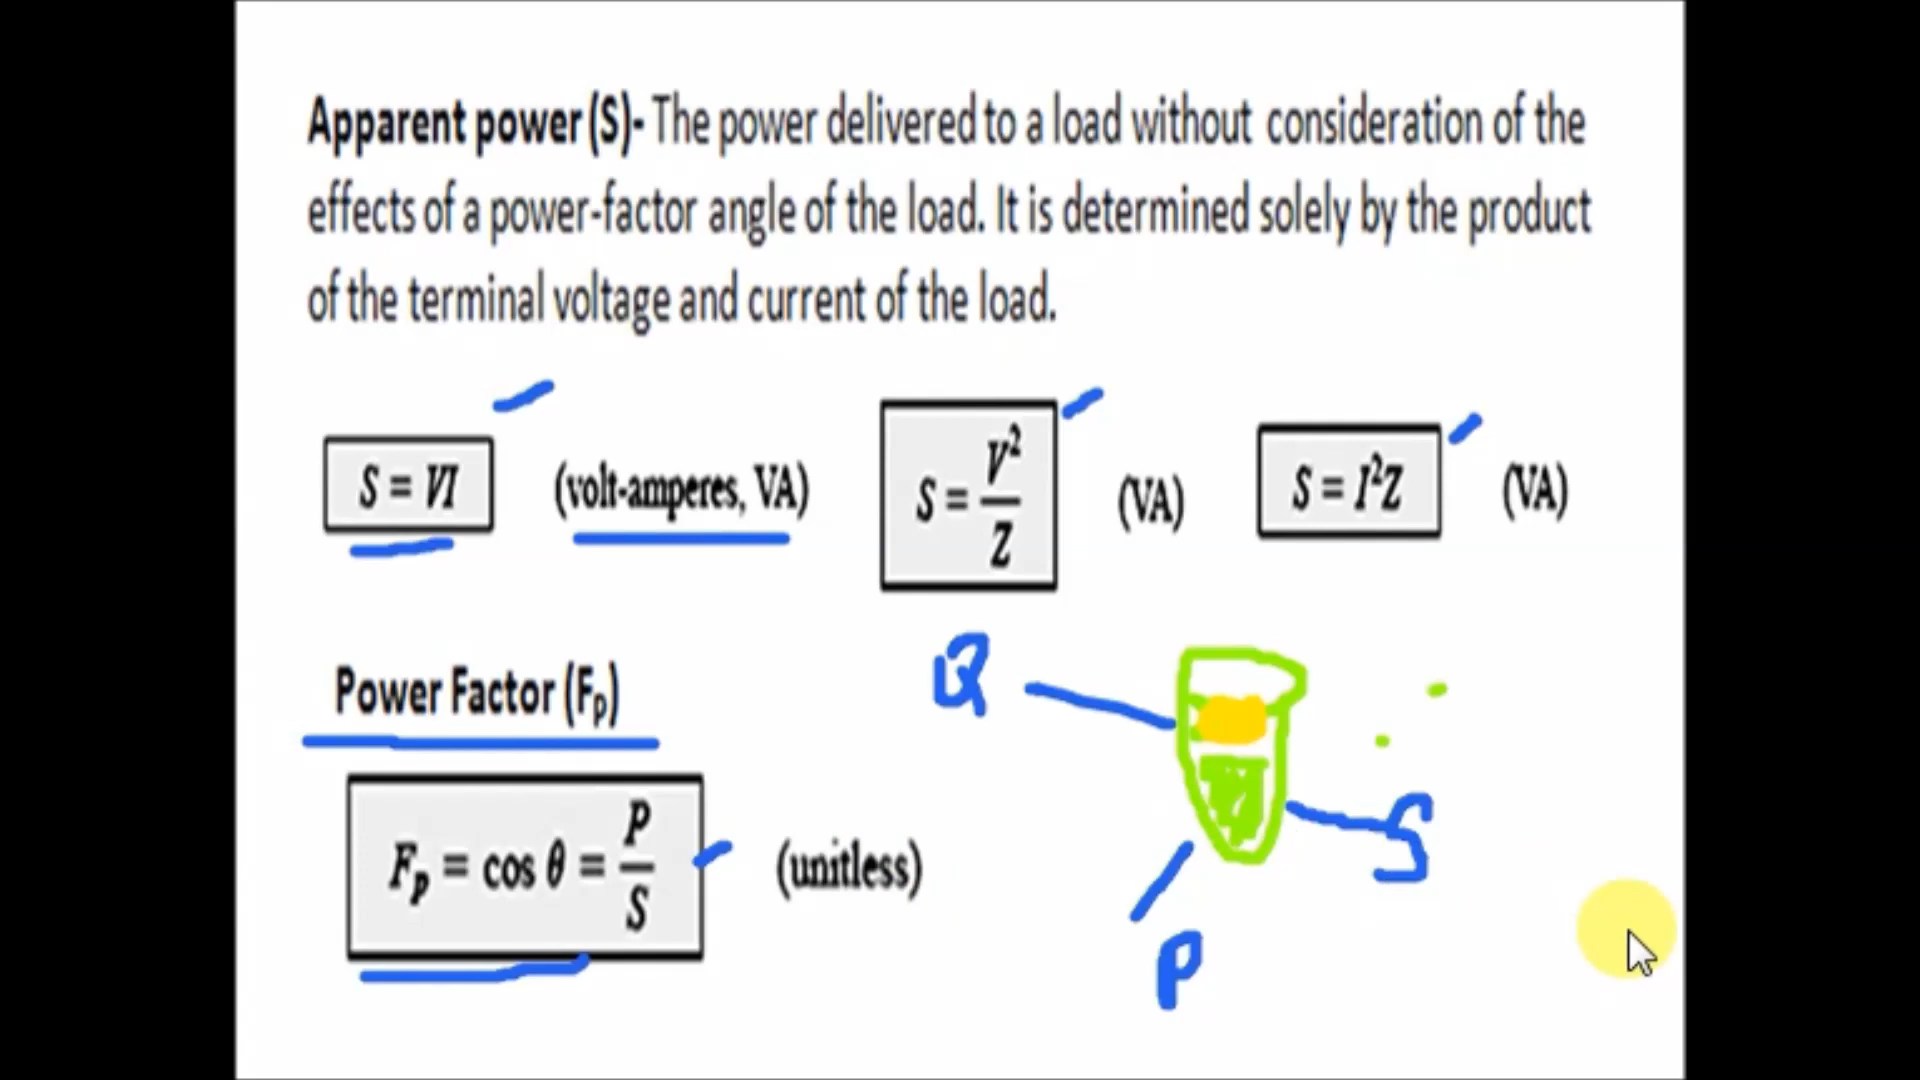 Apparent power (S)- The power delivered to a load without consideration of the
effects of a power-factor angle of the load. It is determined solely by the product
of the terminal voltage and current of the load.
S = VI (volt-amperes, VA) S = V²/Z (VA) S = I²Z (VA)
Power Factor (Fp)
Fp = cos θ = P/S (unitless)
Q
S
P